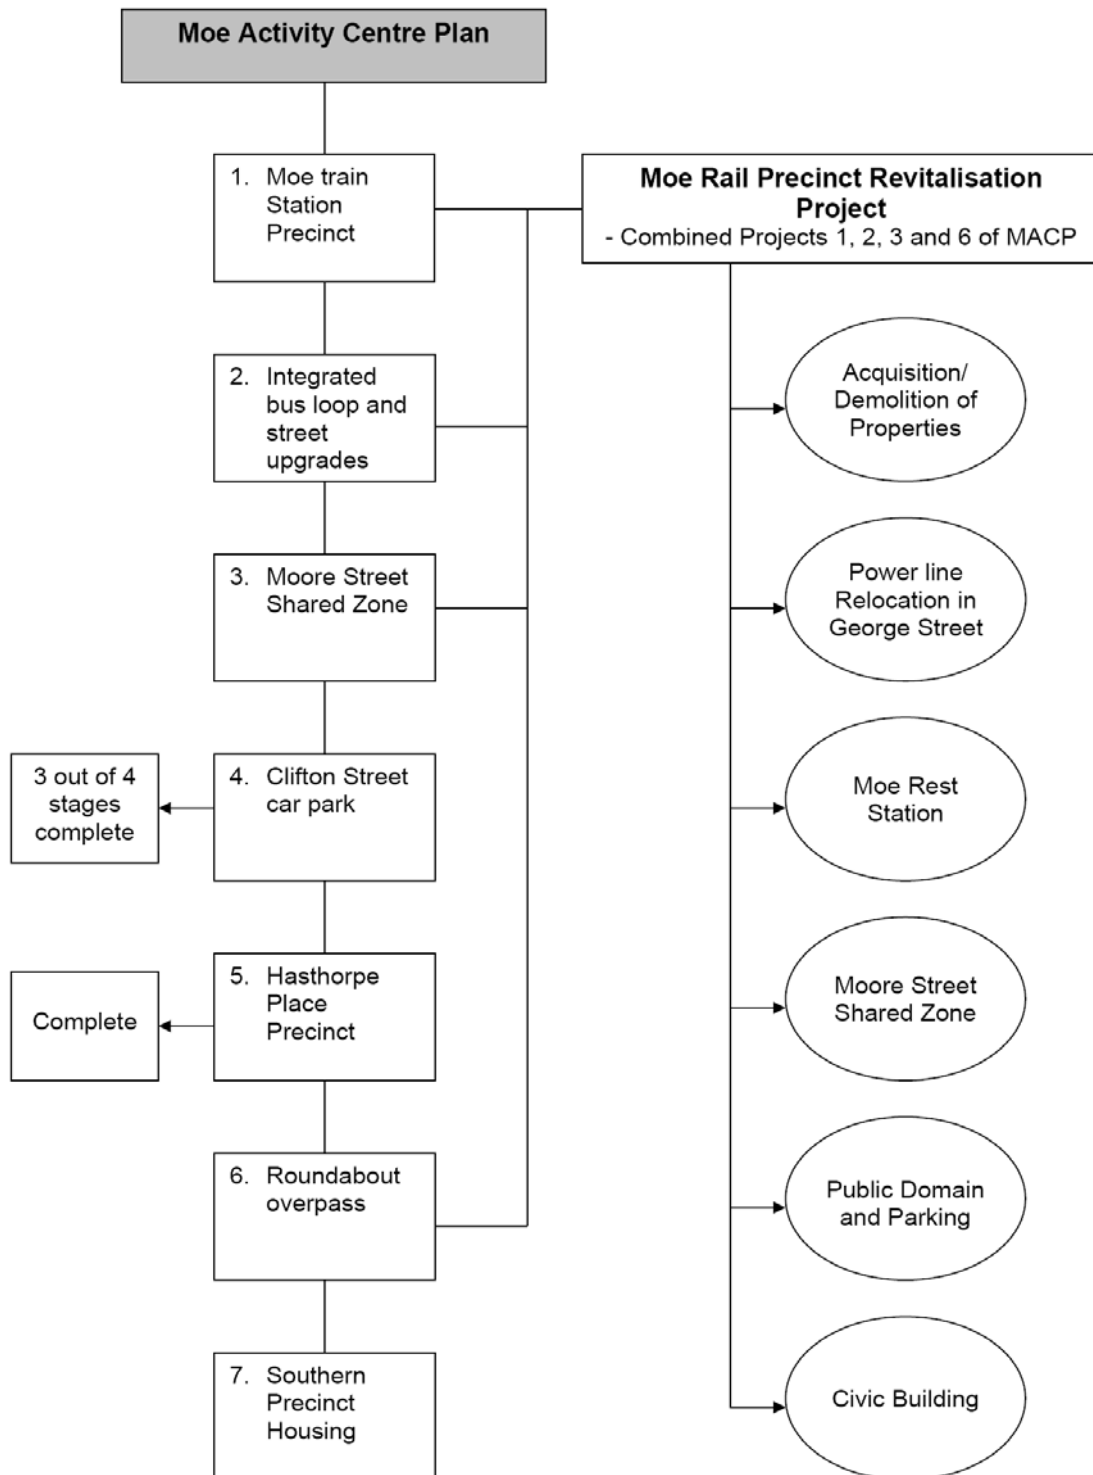 Moe Activity Centre Plan
1. Moe train
Station
Precinct
Moe Rail Precinct Revitalisation
Project
- Combined Projects 1, 2, 3 and 6 of MACP
2. Integrated
bus loop and
street
upgrades
3. Moore Street
Shared Zone
3 out of 4
stages
complete
4. Clifton Street
car park
Complete
5. Hasthorpe
Place
Precinct
6. Roundabout
overpass
7. Southern
Precinct
Housing
Acquisition/
Demolition of
Properties
Power line
Relocation in
George Street
Moe Rest
Station
Moore Street
Shared Zone
Public Domain
and Parking
Civic Building